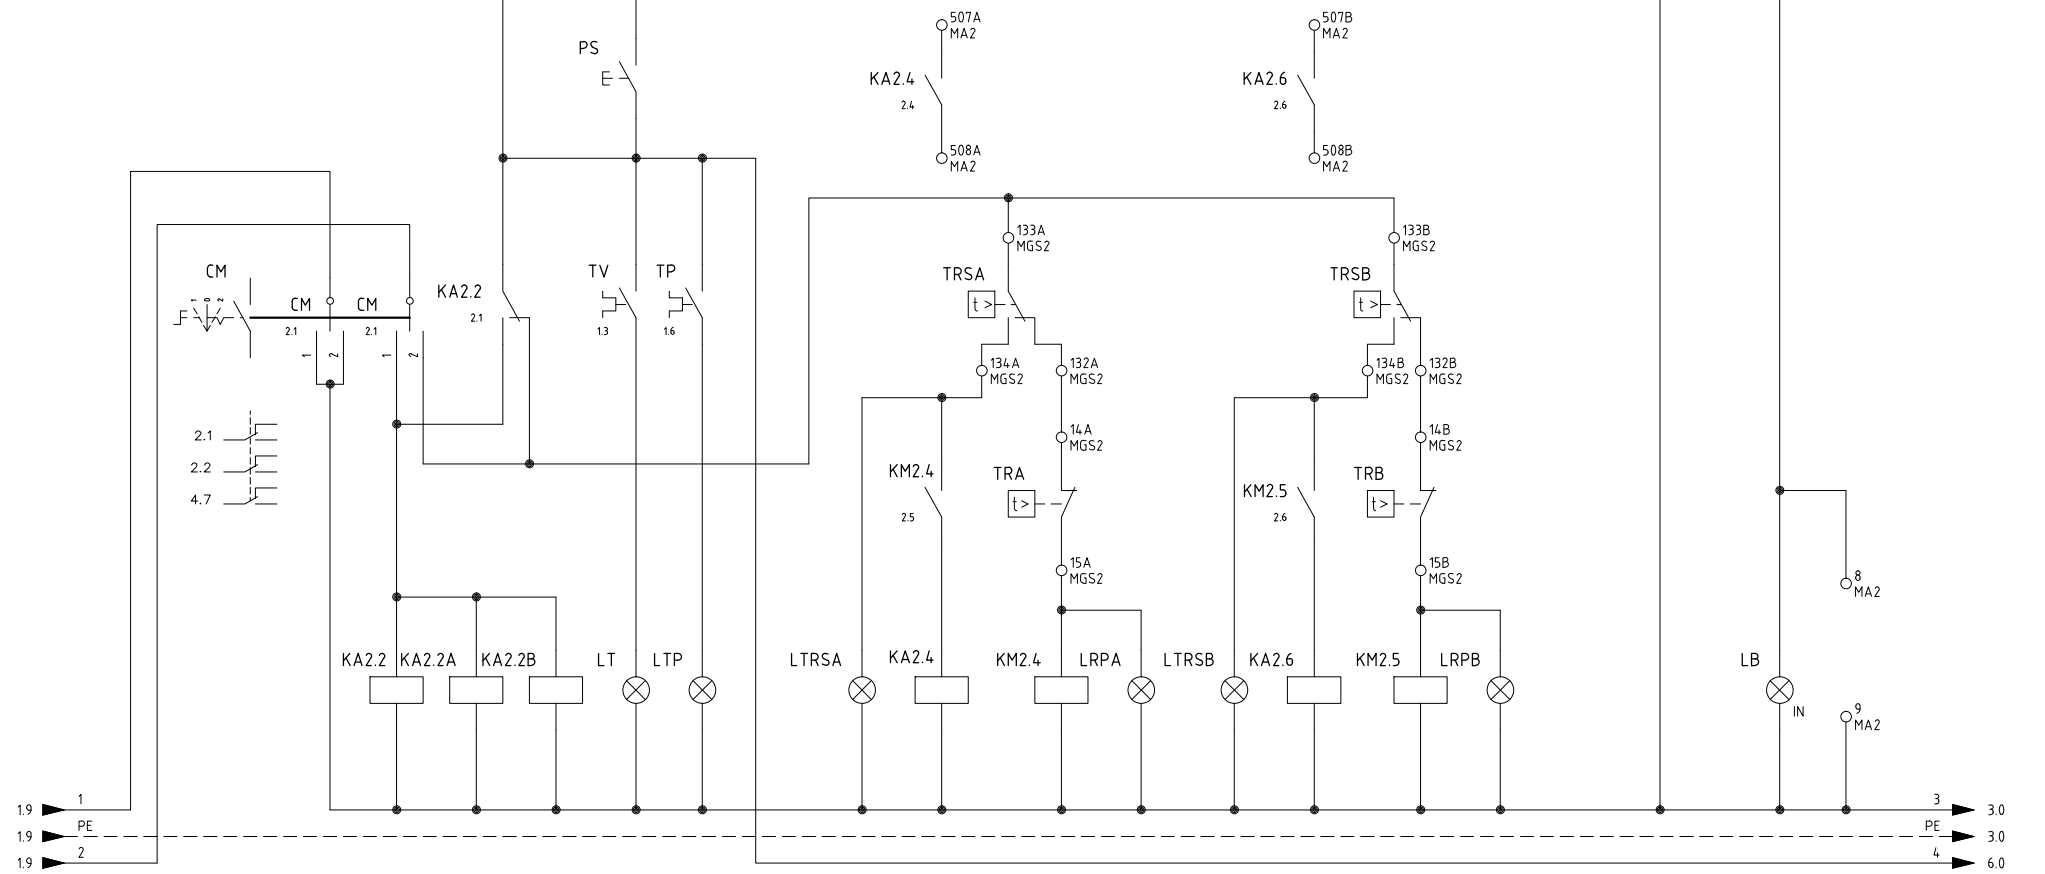 507A
MA2
507B
MA2
PS
KA2.4
2.4
KA2.6
2.6
508A
MA2
508B
MA2
133A
MGS2
133B
MGS2
CM
1 0 2
CM
2.1
CM
2.1
KA2.2
2.1
TV
1.3
TP
1.6
TRSA
t >
TRSB
t >
1
2
1
2
134A
MGS2
132A
MGS2
134B
MGS2
132B
MGS2
2.1
2.2
4.7
14A
MGS2
14B
MGS2
KM2.4
2.5
TRA
t >
KM2.5
2.6
TRB
t >
15A
MGS2
15B
MGS2
8
MA2
KA2.2
KA2.2A
KA2.2B
LT
LTP
LTRSA
KA2.4
KM2.4
LRPA
LTRSB
KA2.6
KM2.5
LRPB
LB
IN
9
MA2
1.9
1
3
3.0
1.9
PE
PE
3.0
1.9
2
4
6.0